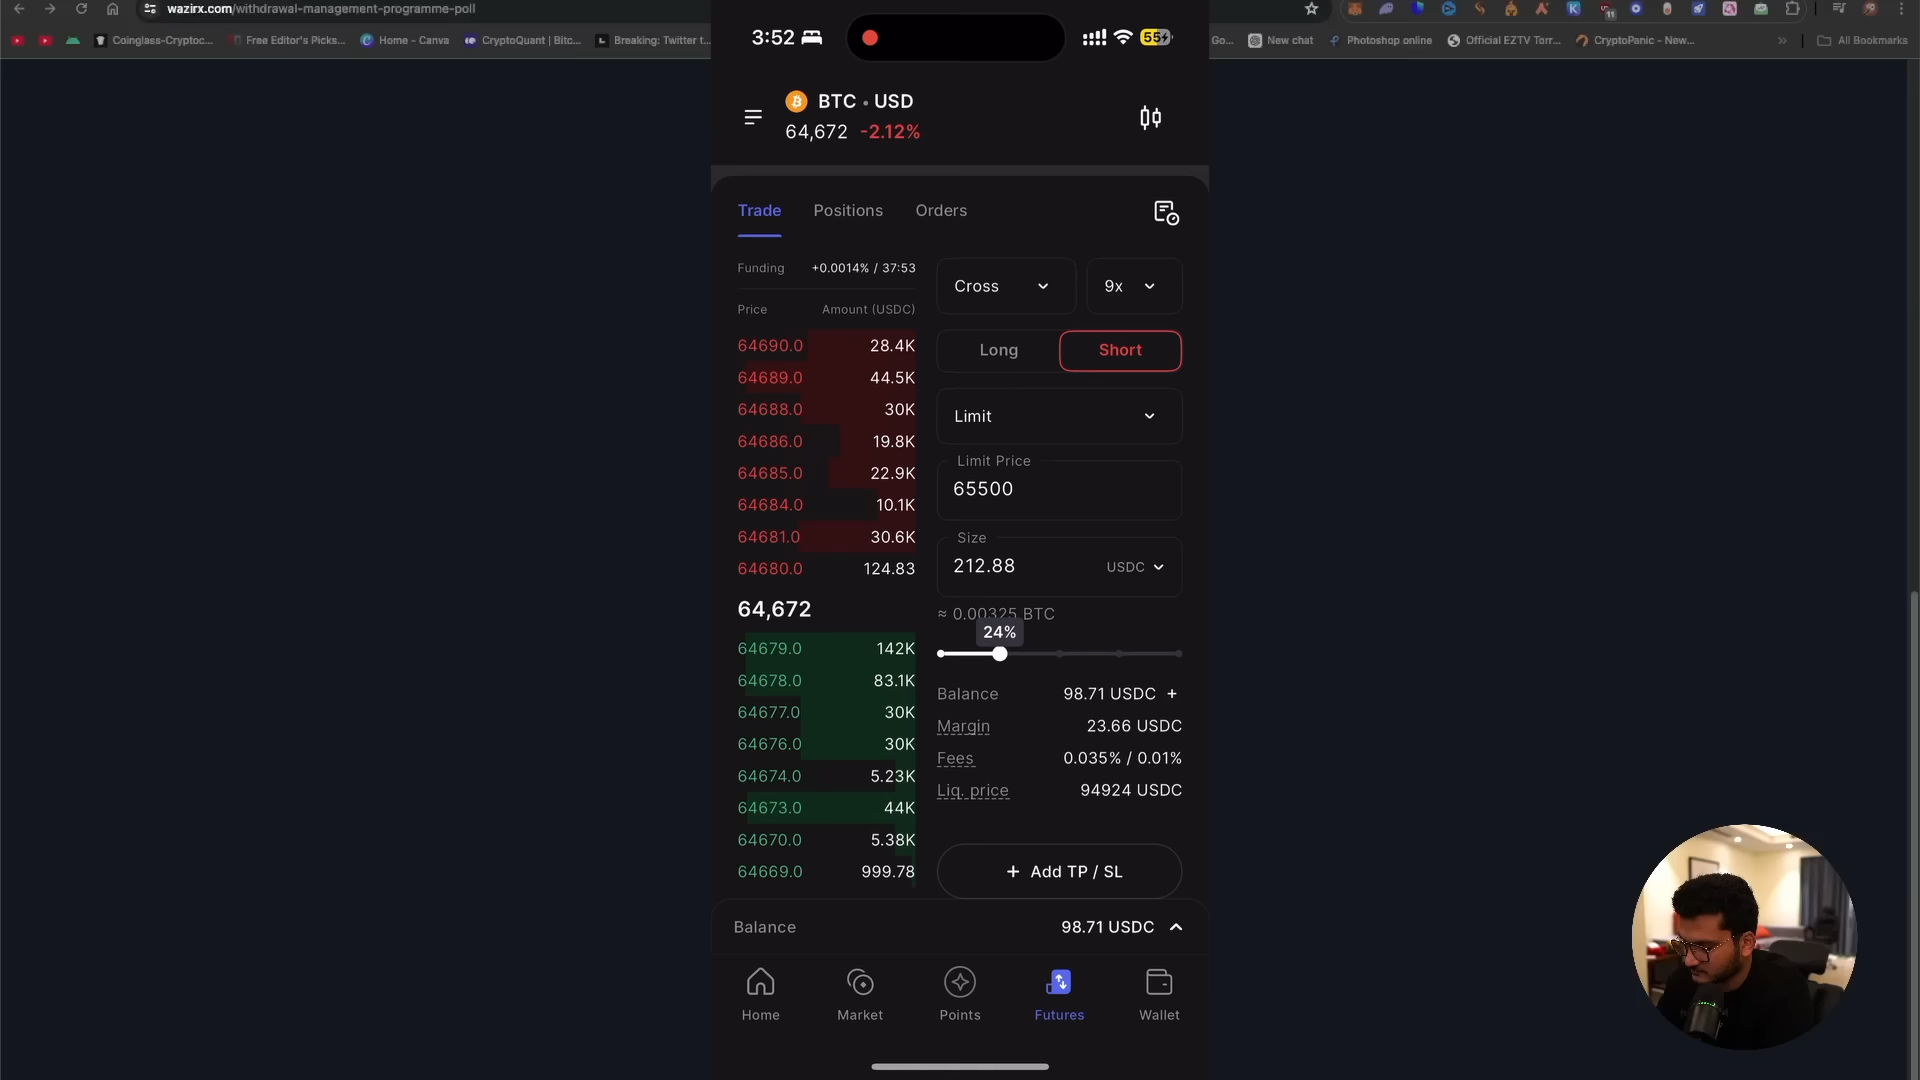 wazirx.com/withdrawal-management-programme-poll
Coinglass-Cryptoc...
Free Editor's Picks...
Home - Canva
CryptoQuant | Bitc...
Breaking: Twitter t...
Go...
New chat
Photoshop online
Official EZTV Torr...
CryptoPanic - New...
All Bookmarks
11
3:52
55
BTC • USD
64,672 -2.12%
Trade Positions Orders
Funding +0.0014% / 37:53
Price Amount (USDC)
64690.0 28.4K
64689.0 44.5K
64688.0 30K
64686.0 19.8K
64685.0 22.9K
64684.0 10.1K
64681.0 30.6K
64680.0 124.83
64,672
64679.0 142K
64678.0 83.1K
64677.0 30K
64676.0 30K
64674.0 5.23K
64673.0 44K
64670.0 5.38K
64669.0 999.78
Cross 9x
Long Short
Limit
Limit Price
65500
Size
212.88 USDC
≈ 0.00325 BTC
24%
Balance 98.71 USDC +
Margin 23.66 USDC
Fees 0.035% / 0.01%
Liq. price 94924 USDC
+ Add TP / SL
Balance 98.71 USDC
Home Market Points Futures Wallet